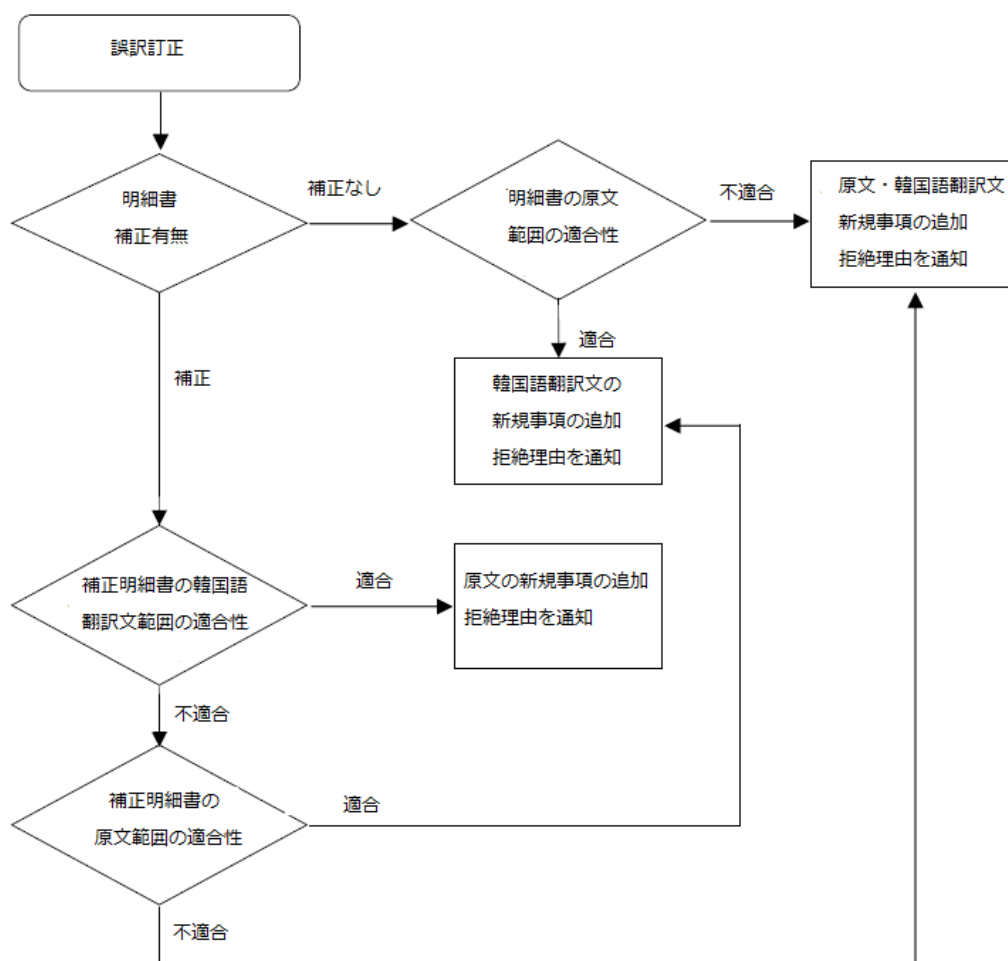 誤訳訂正
明細書
補正有無
補正なし
明細書の原文
範囲の適合性
不適合
原文・韓国語翻訳文
新規事項の追加
拒絶理由を通知
適合
韓国語翻訳文の
新規事項の追加
拒絶理由を通知
補正
補正明細書の韓国語
翻訳文範囲の適合性
適合
原文の新規事項の追加
拒絶理由を通知
不適合
補正明細書の
原文範囲の適合性
適合
不適合